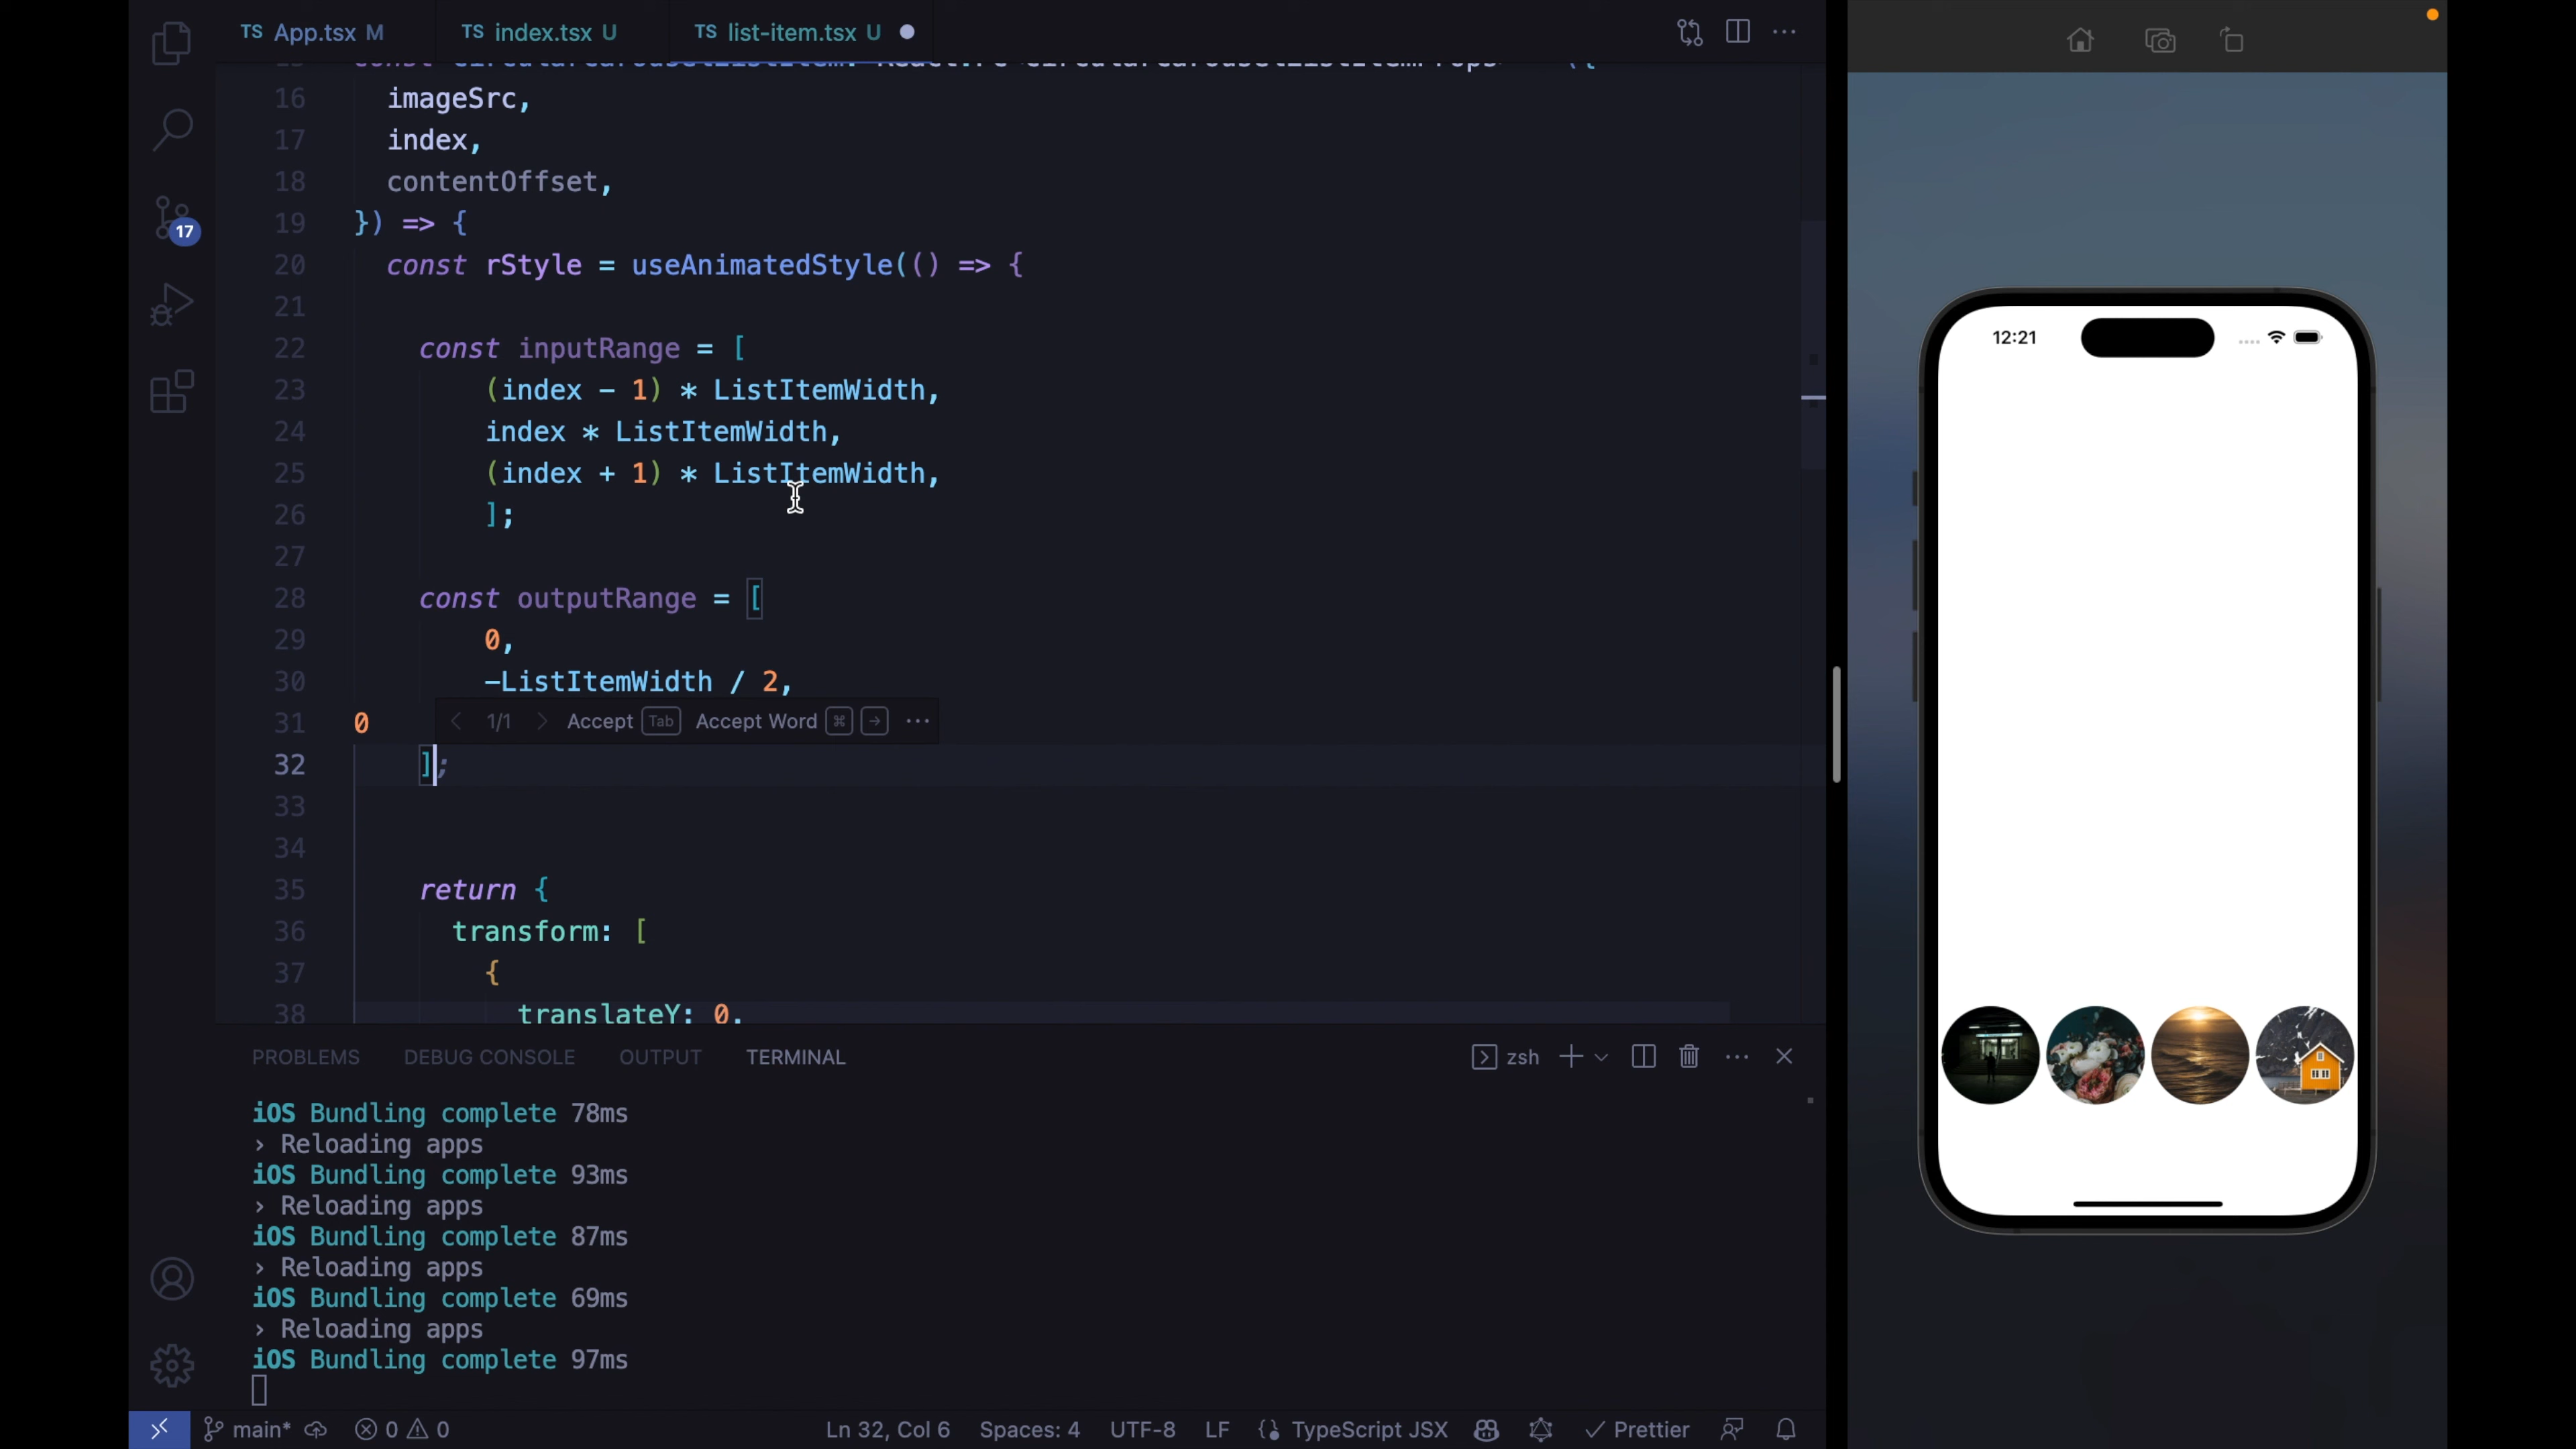 TS App.tsx M
TS index.tsx U
TS list-item.tsx U
16 imageSrc,
17 index,
18 contentOffset,
19 }) => {
20 const rStyle = useAnimatedStyle(() => {
21
22 const inputRange = [
23 (index - 1) * ListItemWidth,
24 index * ListItemWidth,
25 (index + 1) * ListItemWidth,
26 ];
27
28 const outputRange = [
29 0,
30 -ListItemWidth / 2,
31 0
1/1 Accept Tab Accept Word ⌘ →
32 ];
33
34
35 return {
36 transform: [
37 {
38 translateY: 0,
17
PROBLEMS DEBUG CONSOLE OUTPUT TERMINAL
zsh
iOS Bundling complete 78ms
› Reloading apps
iOS Bundling complete 93ms
› Reloading apps
iOS Bundling complete 87ms
› Reloading apps
iOS Bundling complete 69ms
› Reloading apps
iOS Bundling complete 97ms
main* 0 0
Ln 32, Col 6 Spaces: 4 UTF-8 LF {} TypeScript JSX Prettier
12:21